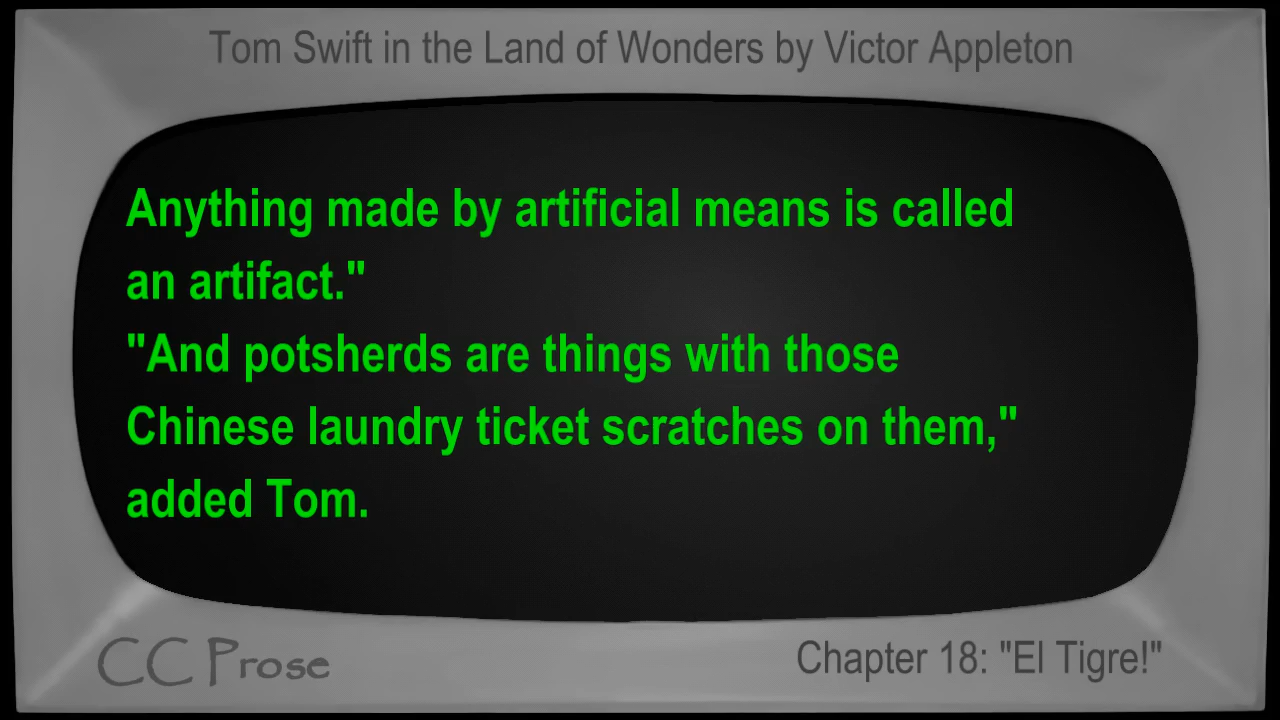 Tom Swift in the Land of Wonders by Victor Appleton
Anything made by artificial means is called
an artifact."
"And potsherds are things with those
Chinese laundry ticket scratches on them,"
added Tom.
CC Prose
Chapter 18: "El Tigre!"